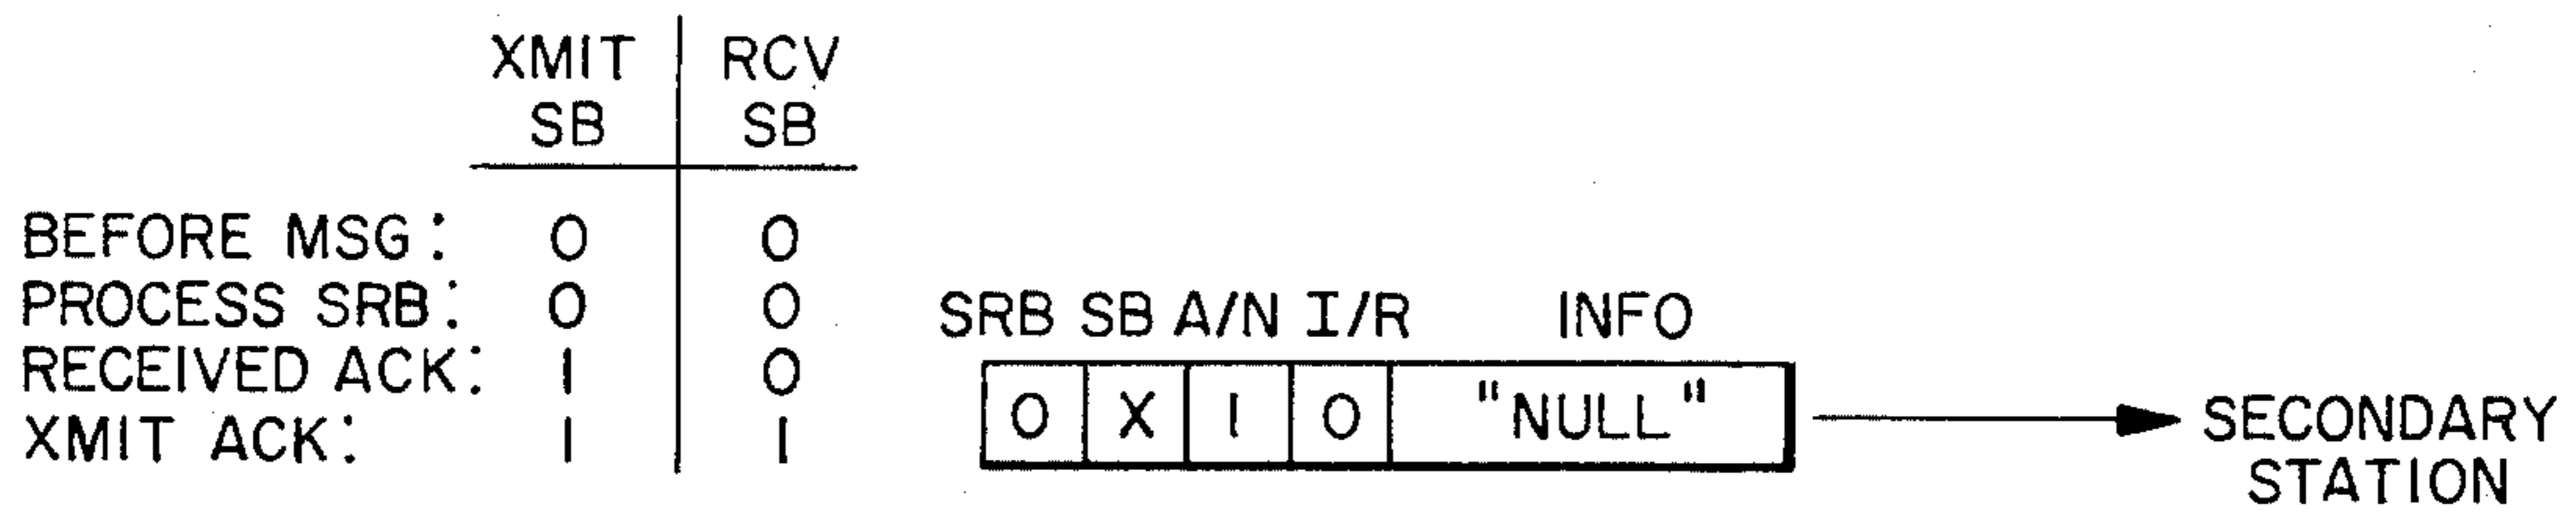 XMIT RCV
SB SB
BEFORE MSG: 0 0
PROCESS SRB: 0 0
RECEIVED ACK: 1 0
XMIT ACK: 1 1
SRB SB A/N I/R INFO
0 X 1 0 "NULL"
SECONDARY
STATION